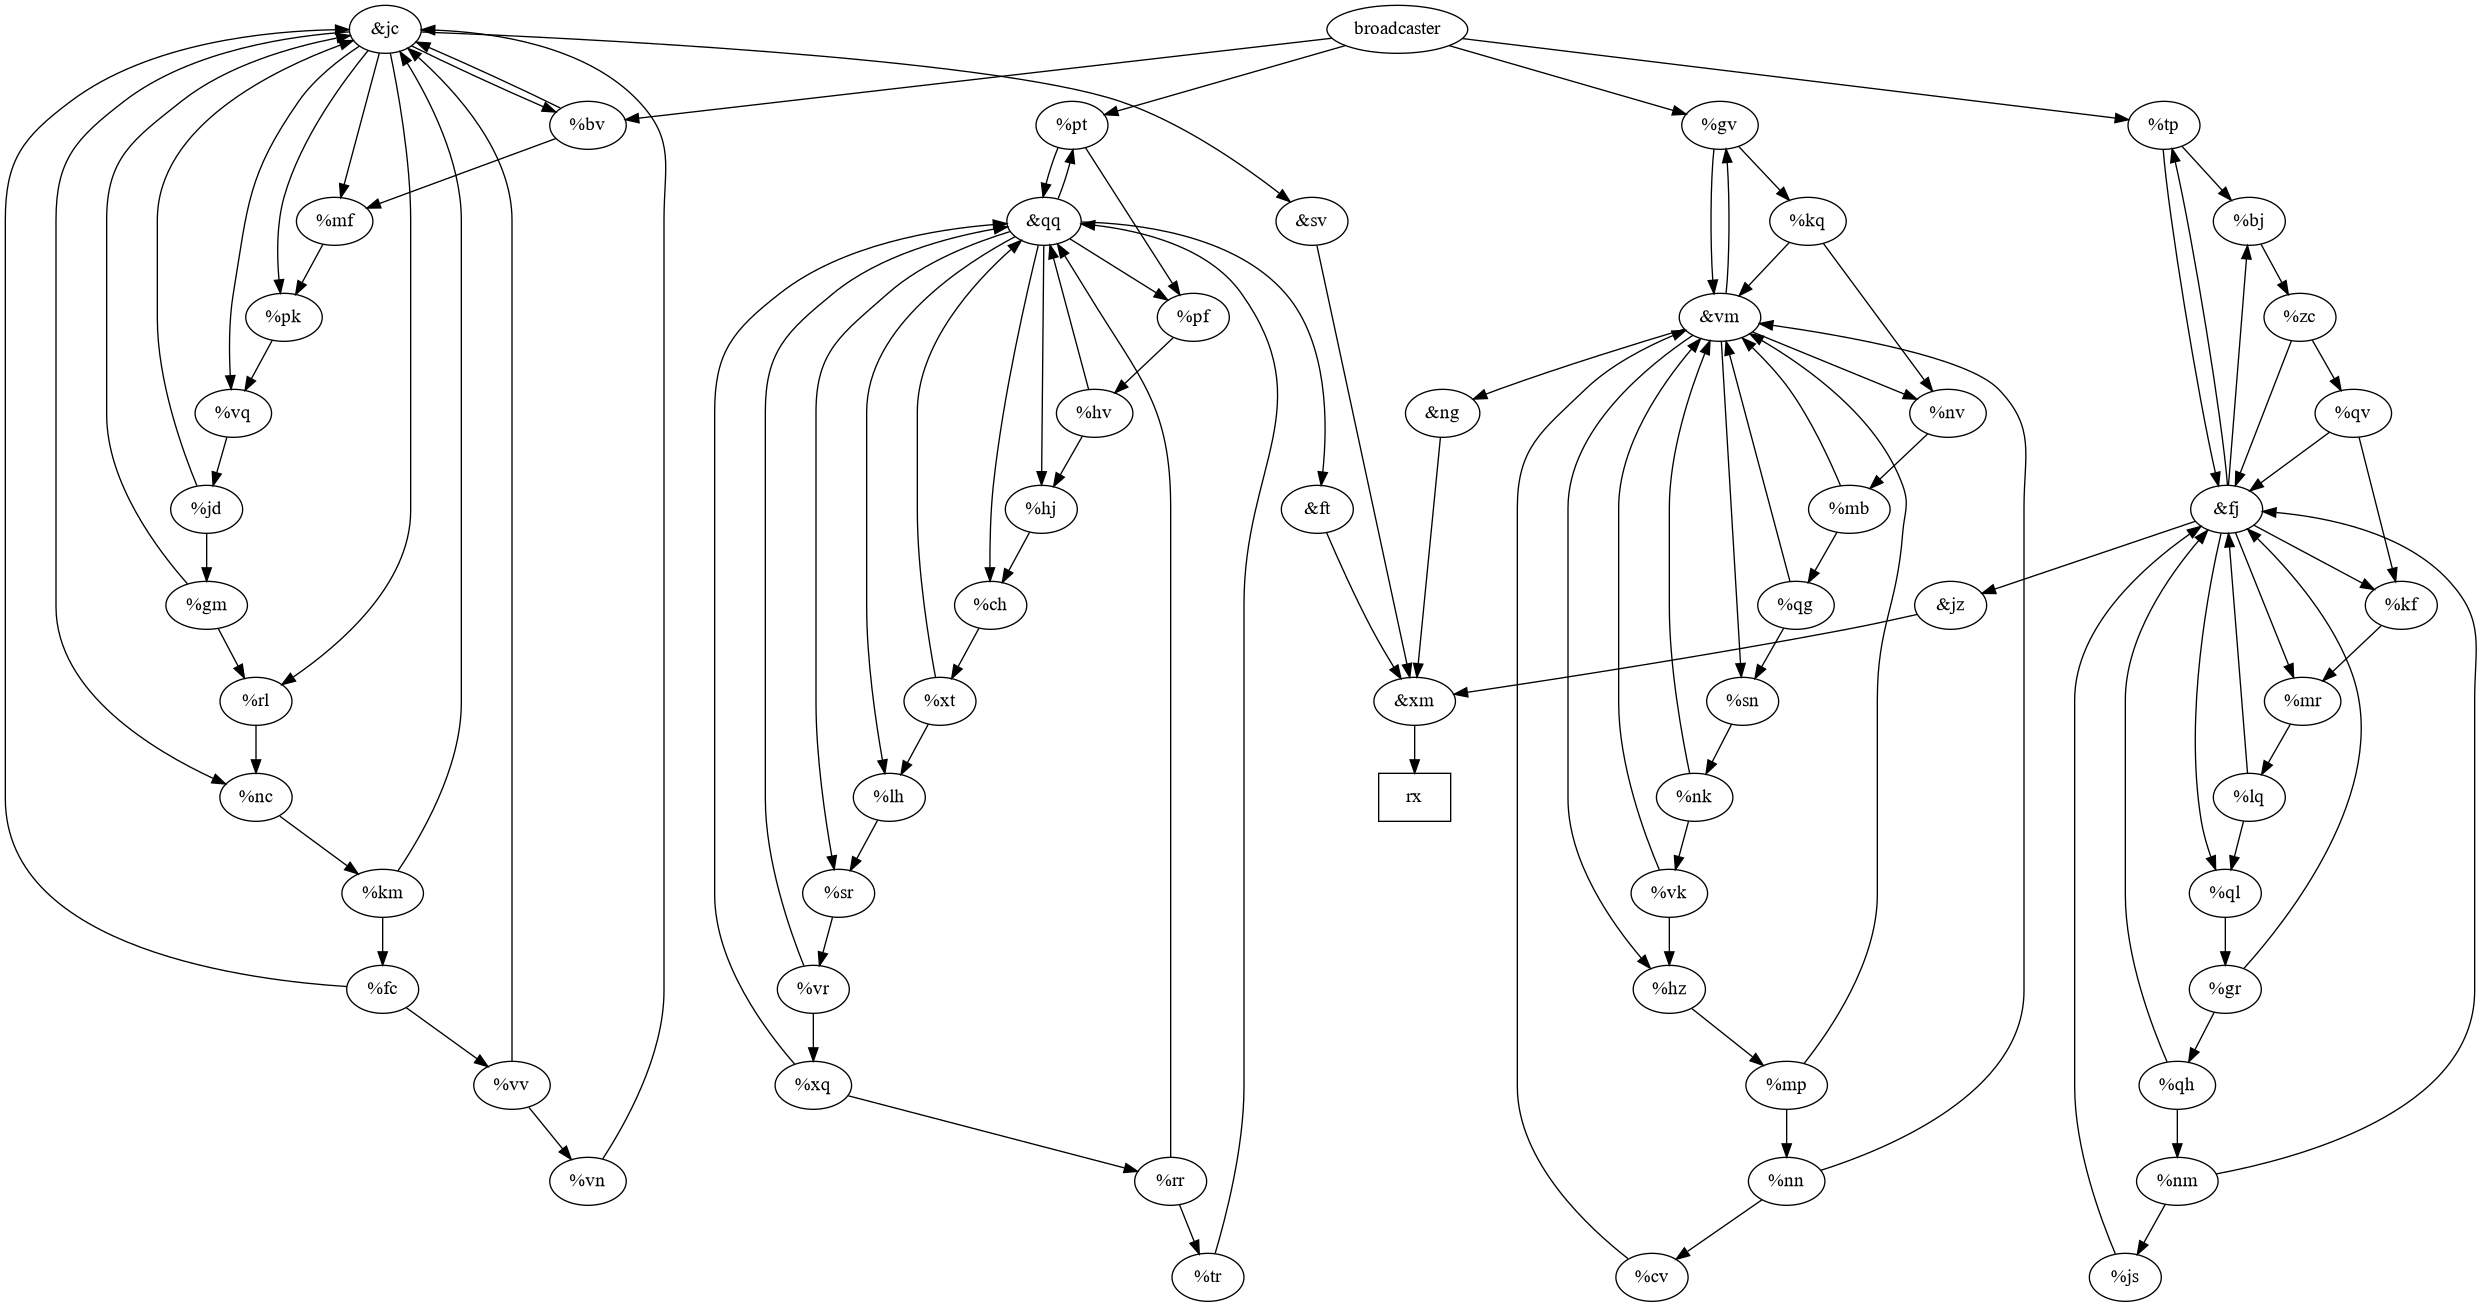 &jc
broadcaster
%bv
%pt
%gv
%tp
%mf
&qq
&sv
%kq
%bj
%pk
%pf
&vm
%zc
%vq
%hv
&ng
%nv
%qv
%jd
%hj
&ft
%mb
&fj
%gm
%ch
%qg
&jz
%kf
%rl
%xt
&xm
%sn
%mr
%nc
%lh
rx
%nk
%lq
%km
%sr
%vk
%ql
%fc
%vr
%hz
%gr
%vv
%xq
%mp
%qh
%vn
%rr
%nn
%nm
%tr
%cv
%js